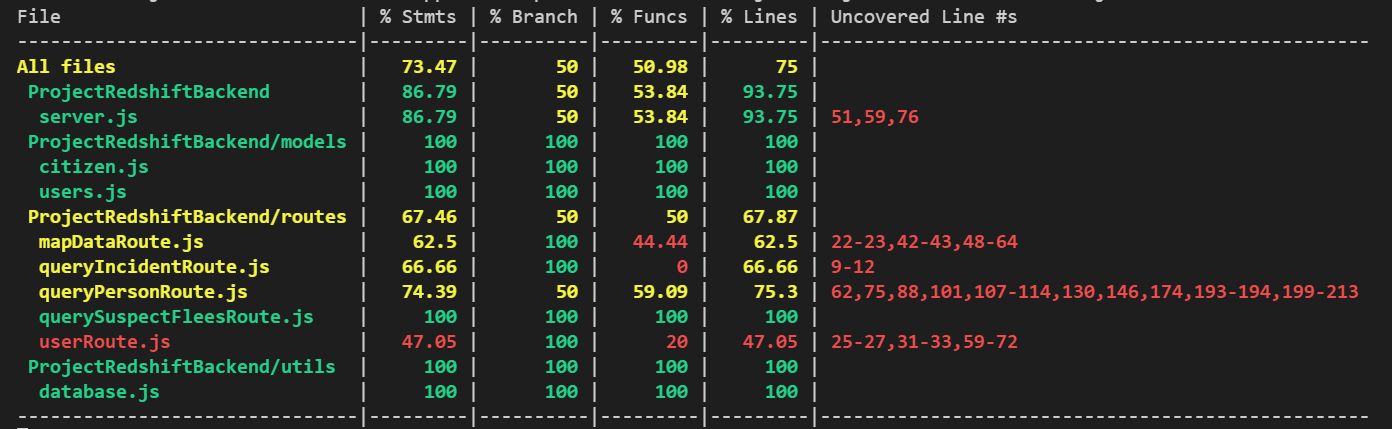 File | % Stmts | % Branch | % Funcs | % Lines | Uncovered Line #s
-------------------------------|---------|----------|---------|---------|--------------------------------------------------
All files | 73.47 | 50 | 50.98 | 75 |
ProjectRedshiftBackend | 86.79 | 50 | 53.84 | 93.75 |
server.js | 86.79 | 50 | 53.84 | 93.75 | 51,59,76
ProjectRedshiftBackend/models | 100 | 100 | 100 | 100 |
citizen.js | 100 | 100 | 100 | 100 |
users.js | 100 | 100 | 100 | 100 |
ProjectRedshiftBackend/routes | 67.46 | 50 | 50 | 67.87 |
mapDataRoute.js | 62.5 | 100 | 44.44 | 62.5 | 22-23,42-43,48-64
queryIncidentRoute.js | 66.66 | 100 | 0 | 66.66 | 9-12
queryPersonRoute.js | 74.39 | 50 | 59.09 | 75.3 | 62,75,88,101,107-114,130,146,174,193-194,199-213
querySuspectFleesRoute.js | 100 | 100 | 100 | 100 |
userRoute.js | 47.05 | 100 | 20 | 47.05 | 25-27,31-33,59-72
ProjectRedshiftBackend/utils | 100 | 100 | 100 | 100 |
database.js | 100 | 100 | 100 | 100 |
-------------------------------|---------|----------|---------|---------|--------------------------------------------------